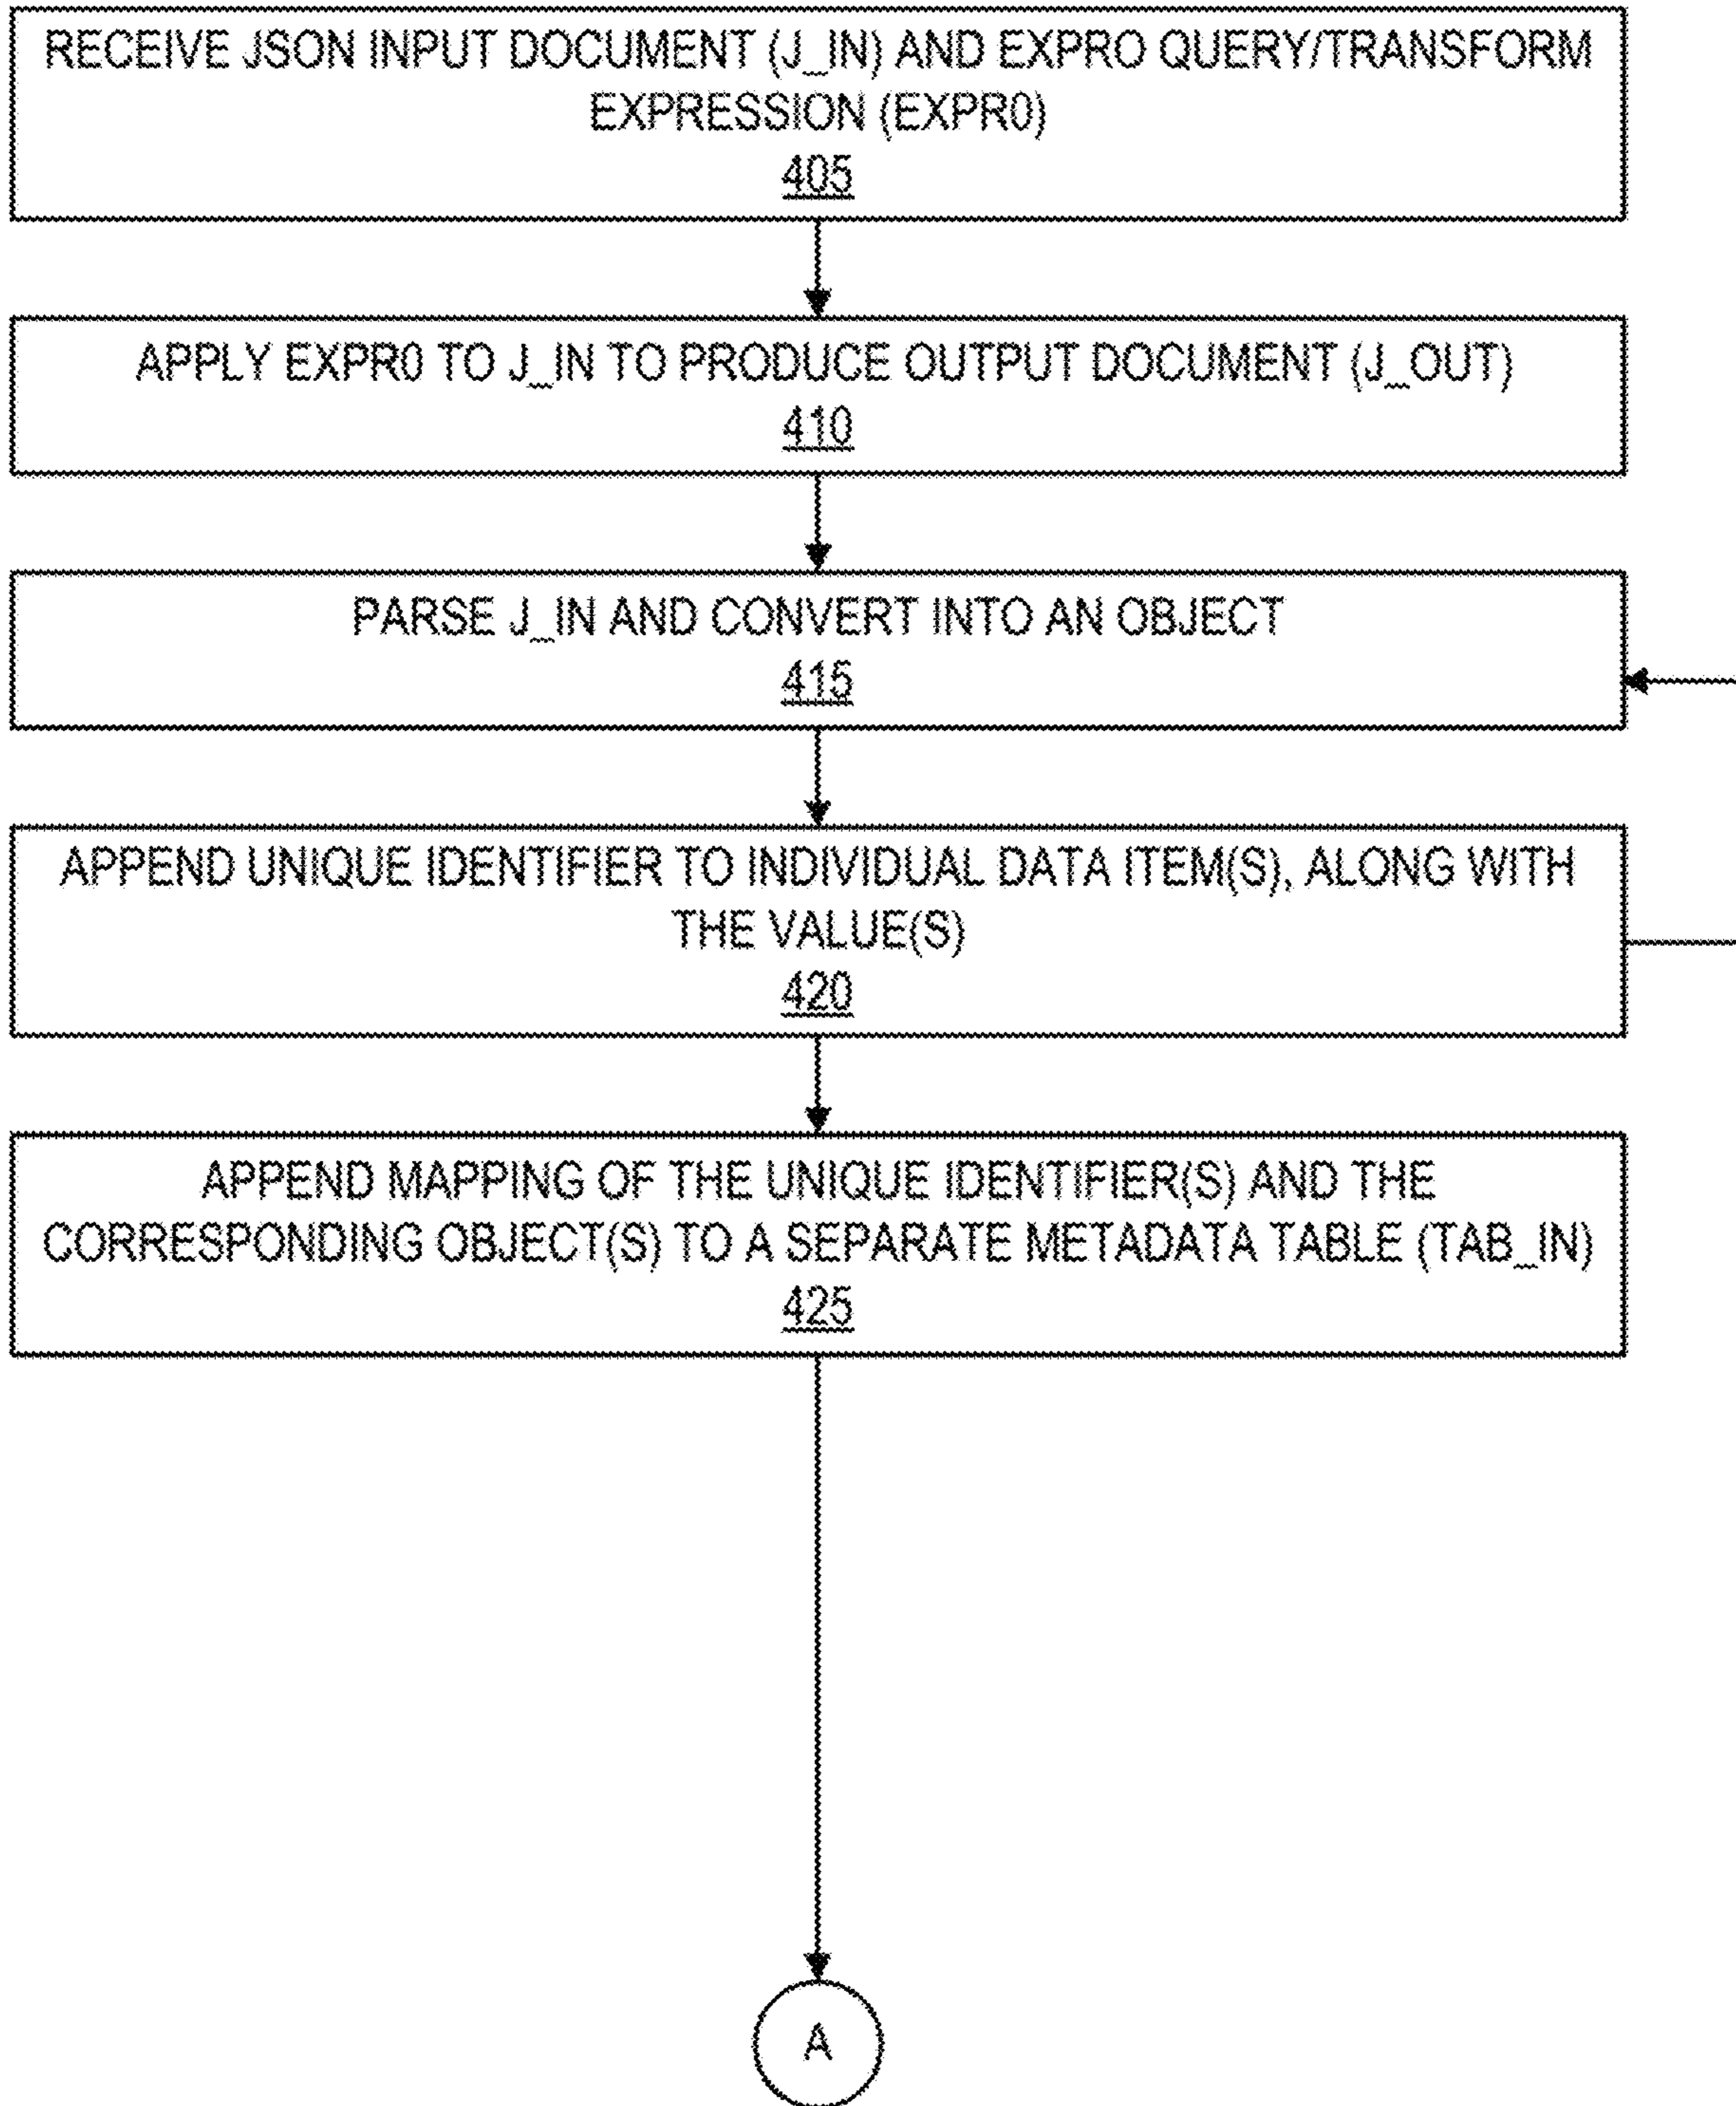 RECEIVE JSON INPUT DOCUMENT (J_IN) AND EXPR0 QUERY/TRANSFORM
EXPRESSION (EXPR0)
405
APPLY EXPR0 TO J_IN TO PRODUCE OUTPUT DOCUMENT (J_OUT)
410
PARSE J_IN AND CONVERT INTO AN OBJECT
415
APPEND UNIQUE IDENTIFIER TO INDIVIDUAL DATA ITEM(S), ALONG WITH
THE VALUE(S)
420
APPEND MAPPING OF THE UNIQUE IDENTIFIER(S) AND THE
CORRESPONDING OBJECT(S) TO A SEPARATE METADATA TABLE (TAB_IN)
425
A